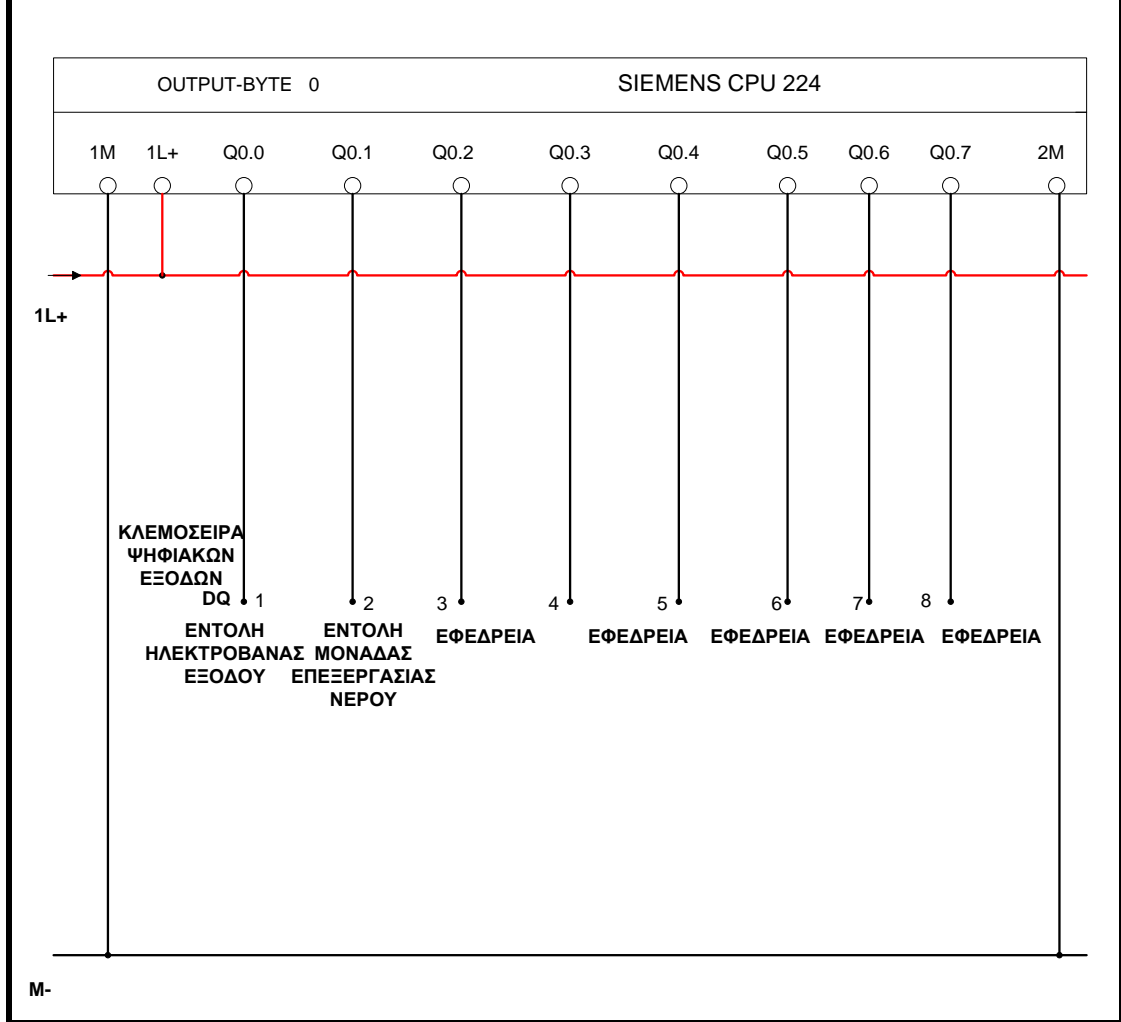 OUTPUT-BYTE 0 SIEMENS CPU 224
1M 1L+ Q0.0 Q0.1 Q0.2 Q0.3 Q0.4 Q0.5 Q0.6 Q0.7 2M
1L+
ΚΛΕΜΟΣΕΙΡΑ
ΨΗΦΙΑΚΩΝ
ΕΞΟΔΩΝ
DQ 1 2 3 4 5 6 7 8
ΕΝΤΟΛΗ
ΗΛΕΚΤΡΟΒΑΝΑΣ
ΕΞΟΔΟΥ
ΕΝΤΟΛΗ
ΜΟΝΑΔΑΣ
ΕΠΕΞΕΡΓΑΣΙΑΣ
ΝΕΡΟΥ
ΕΦΕΔΡΕΙΑ ΕΦΕΔΡΕΙΑ ΕΦΕΔΡΕΙΑ ΕΦΕΔΡΕΙΑ ΕΦΕΔΡΕΙΑ
M-